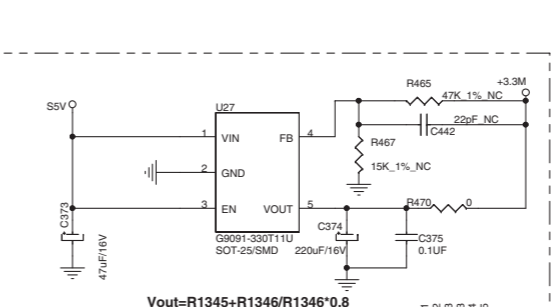 R465
+3.3M
47K_1%_NC
S5V
U27
22pF_NC
C442
1
VIN
FB
4
R467
2
GND
15K_1%_NC
3
EN
VOUT
5
R470
0
C373
47uF/16V
G9091-330T11U
SOT-25/SMD
C374
220uF/16V
C375
0.1UF
Vout=R1345+R1346/R1346*0.8